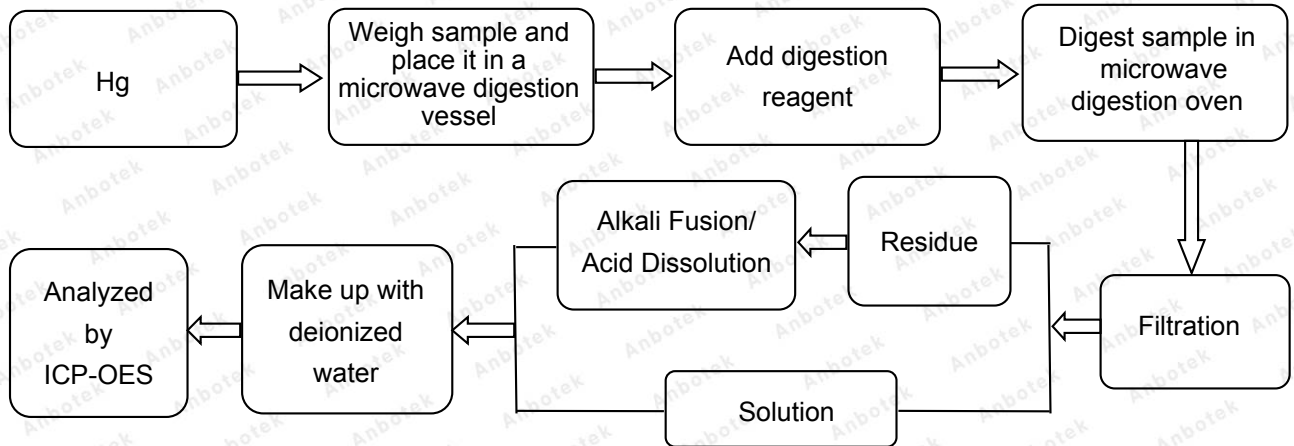 Hg
Weigh sample and
place it in a
microwave digestion
vessel
Add digestion
reagent
Digest sample in
microwave
digestion oven
Filtration
Residue
Alkali Fusion/
Acid Dissolution
Solution
Make up with
deionized
water
Analyzed
by
ICP-OES
Anbotek